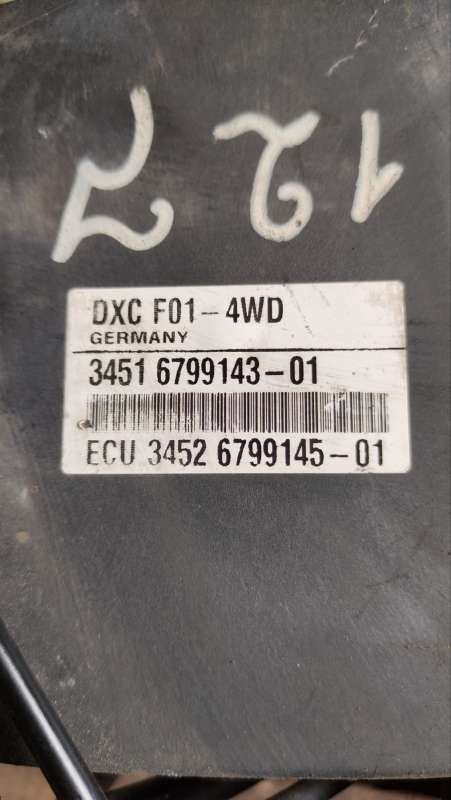 DXC F01-4WD
GERMANY
3451 6799143-01
ECU 3452 6799145-01